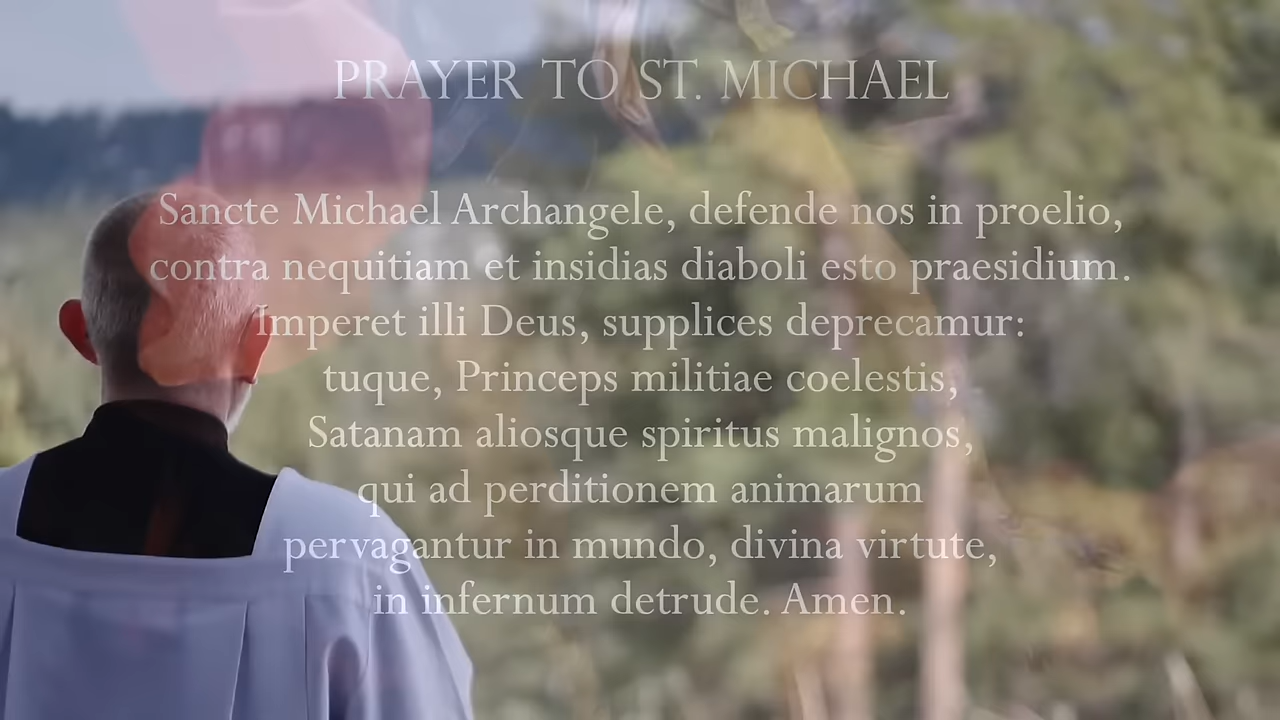 PRAYER TO ST. MICHAEL
Sancte Michael Archangele, defende nos in proelio,
contra nequitiam et insidias diaboli esto praesidium.
Imperet illi Deus, supplices deprecamur:
tuque, Princeps militiae coelestis,
Satanam aliosque spiritus malignos,
qui ad perditionem animarum
pervagantur in mundo, divina virtute,
in infernum detrude. Amen.